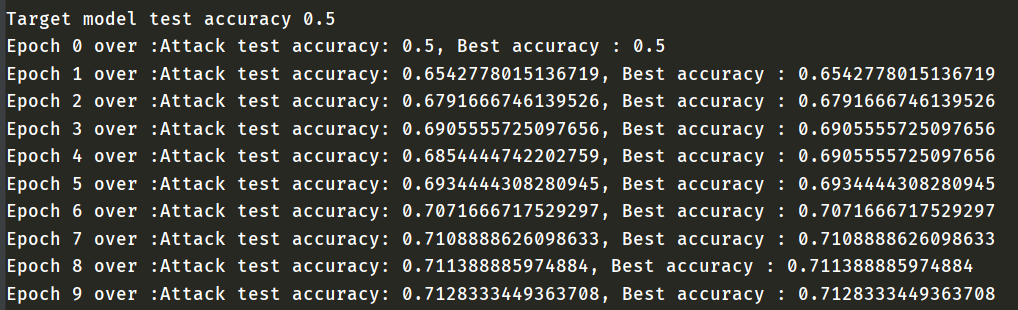 Target model test accuracy 0.5
Epoch 0 over :Attack test accuracy: 0.5, Best accuracy : 0.5
Epoch 1 over :Attack test accuracy: 0.6542778015136719, Best accuracy : 0.6542778015136719
Epoch 2 over :Attack test accuracy: 0.6791666746139526, Best accuracy : 0.6791666746139526
Epoch 3 over :Attack test accuracy: 0.6905555725097656, Best accuracy : 0.6905555725097656
Epoch 4 over :Attack test accuracy: 0.6854444742202759, Best accuracy : 0.6905555725097656
Epoch 5 over :Attack test accuracy: 0.6934444308280945, Best accuracy : 0.6934444308280945
Epoch 6 over :Attack test accuracy: 0.7071666717529297, Best accuracy : 0.7071666717529297
Epoch 7 over :Attack test accuracy: 0.7108888626098633, Best accuracy : 0.7108888626098633
Epoch 8 over :Attack test accuracy: 0.711388885974884, Best accuracy : 0.711388885974884
Epoch 9 over :Attack test accuracy: 0.7128333449363708, Best accuracy : 0.7128333449363708